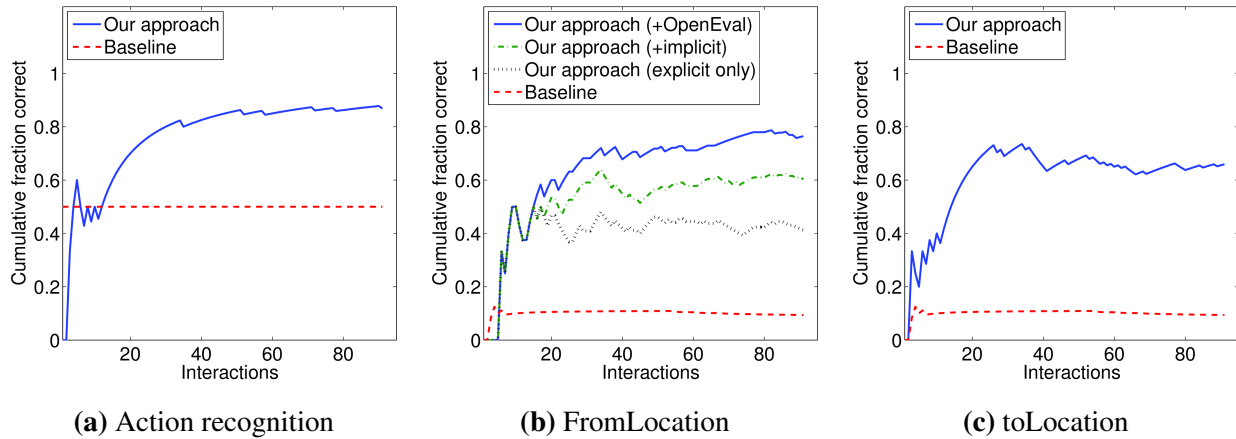 Our approach
Baseline
Cumulative fraction correct
1
0.8
0.6
0.4
0.2
0
20 40 60 80
Interactions
(a) Action recognition
Our approach (+OpenEval)
Our approach (+implicit)
Our approach (explicit only)
Baseline
Cumulative fraction correct
1
0.8
0.6
0.4
0.2
0
20 40 60 80
Interactions
(b) FromLocation
Our approach
Baseline
Cumulative fraction correct
1
0.8
0.6
0.4
0.2
0
20 40 60 80
Interactions
(c) toLocation